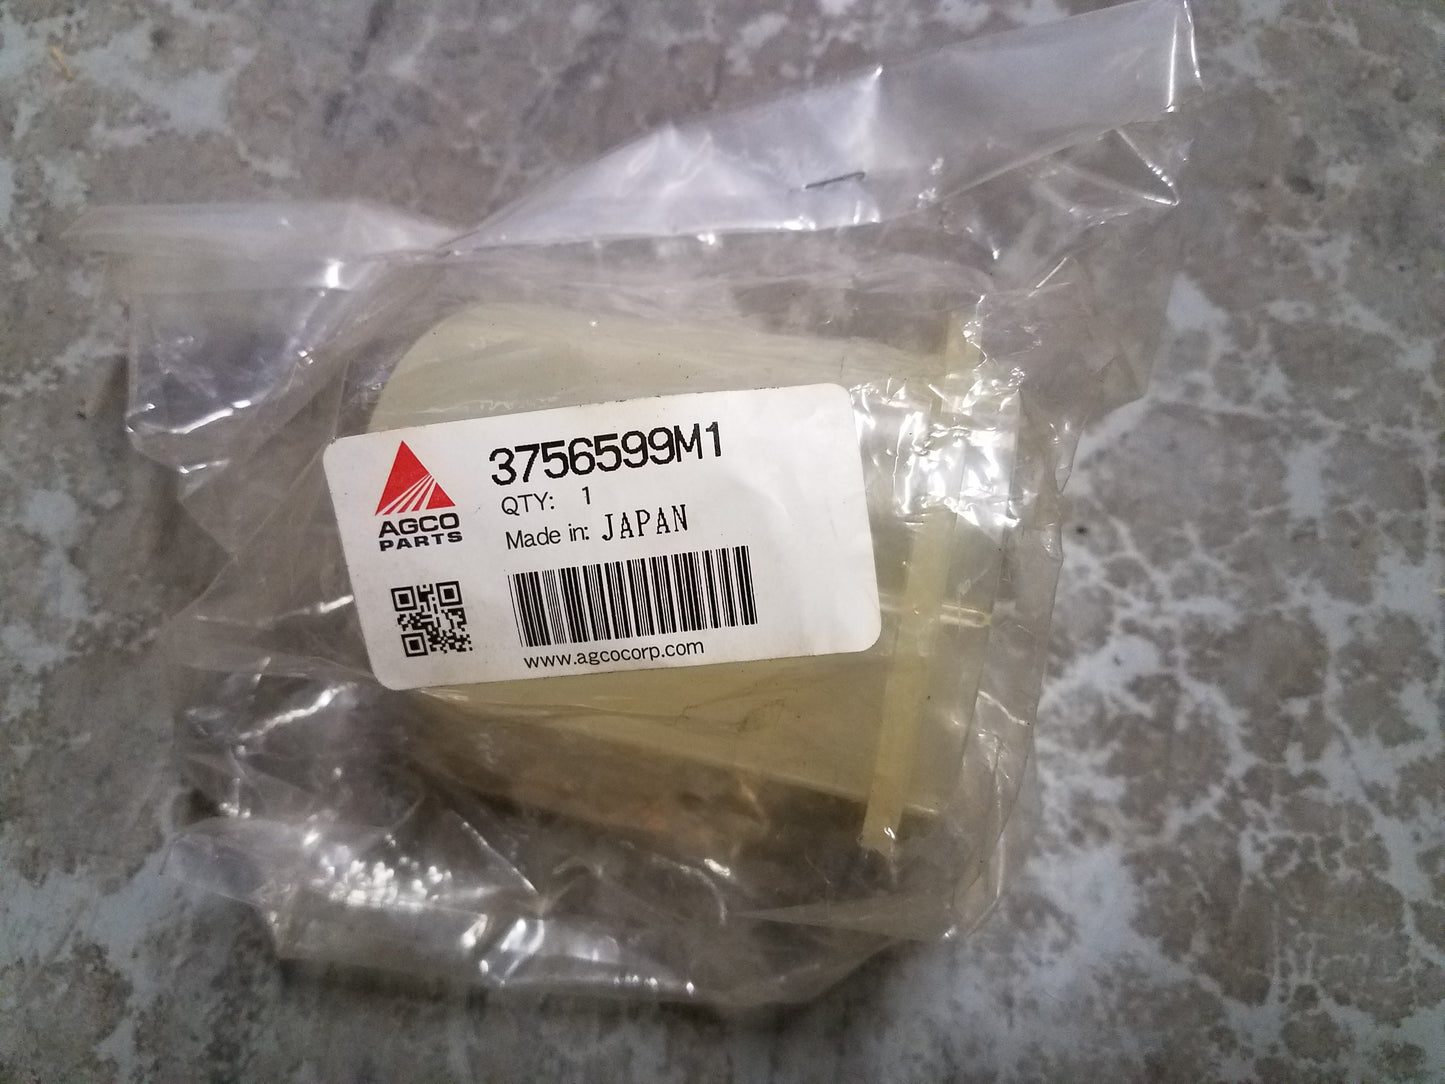 3756599M1
QTY: 1
Made in: JAPAN
AGCO
PARTS
www.agcocorp.com